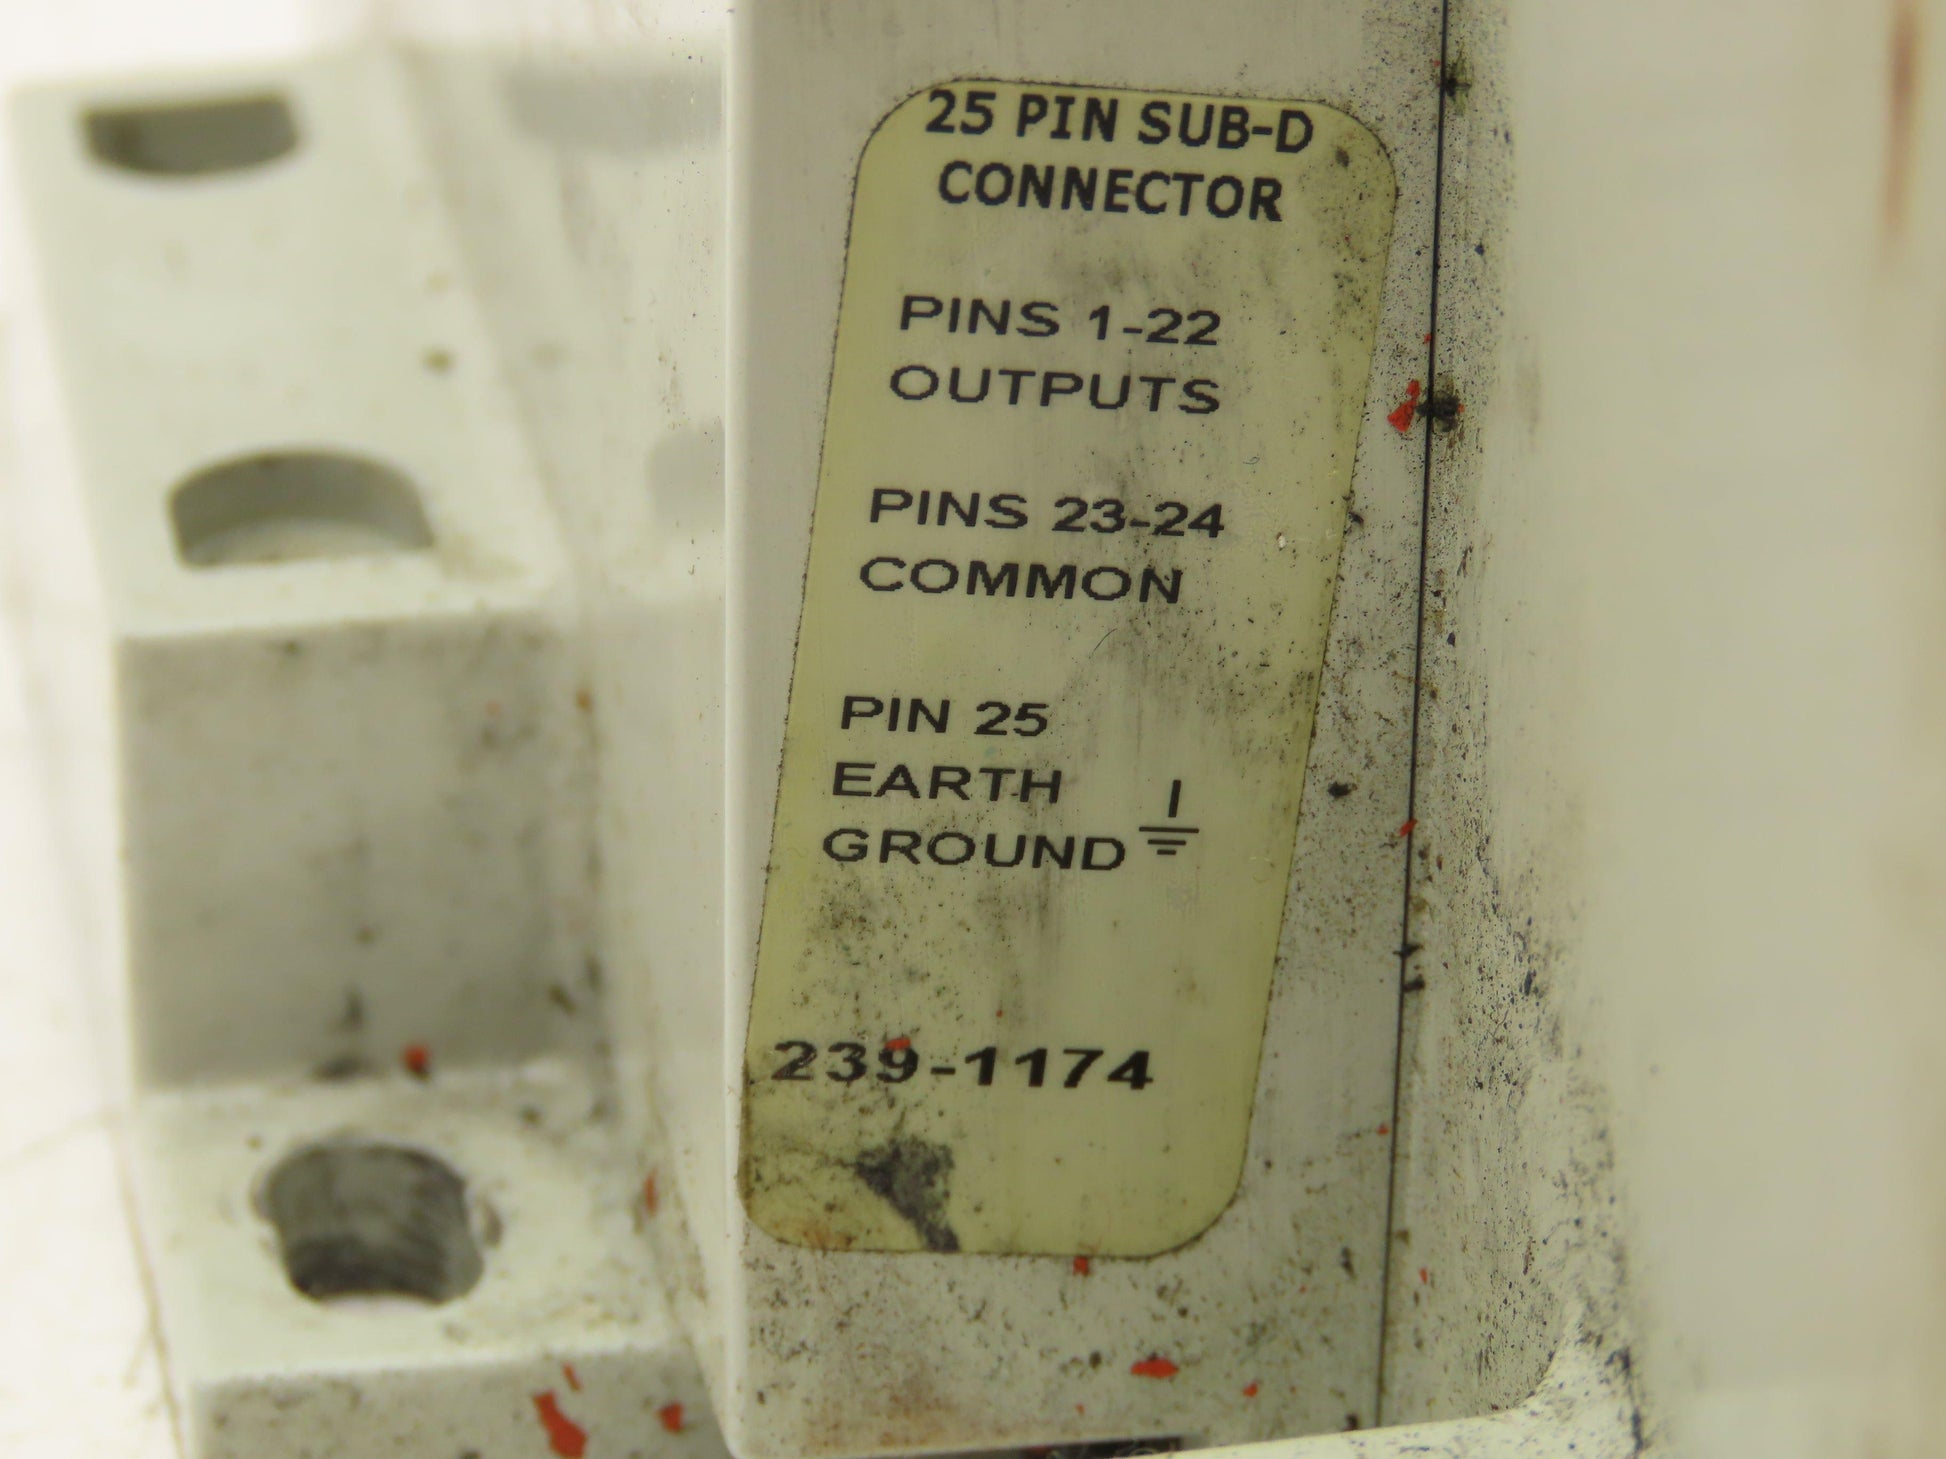 25 PIN SUB-D
CONNECTOR
PINS 1-22
OUTPUTS
PINS 23-24
COMMON
PIN 25
EARTH
GROUND
239-1174